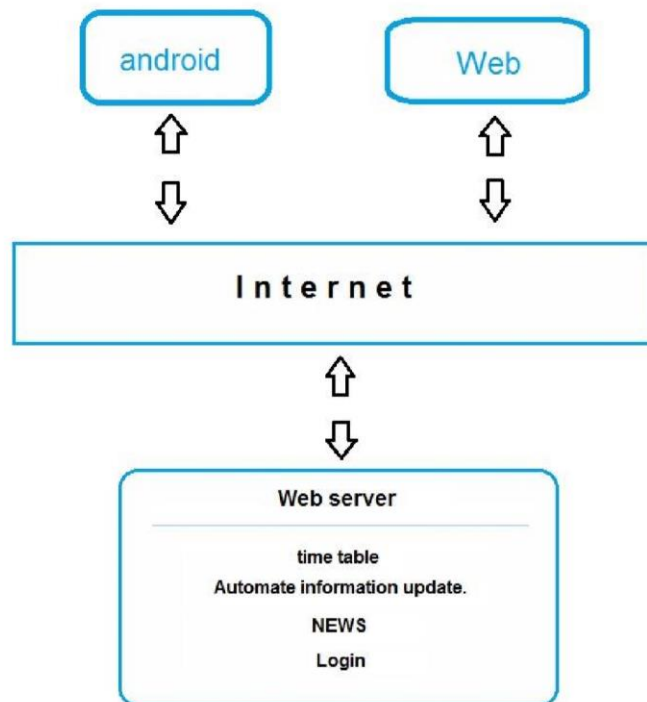 android
Web
Internet
Web server
time table
Automate information update.
NEWS
Login